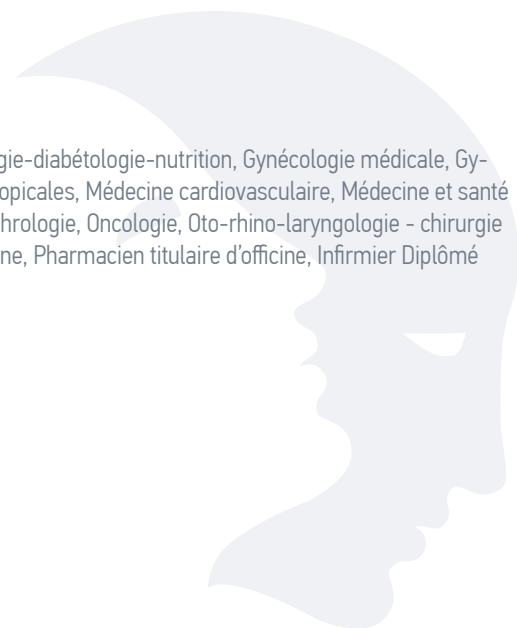 gie-diabétologie-nutrition, Gynécologie médicale, Gy-
opicales, Médecine cardiovasculaire, Médecine et santé
hrologie, Oncologie, Oto-rhino-laryngologie - chirurgie
ne, Pharmacien titulaire d’officine, Infirmier Diplômé